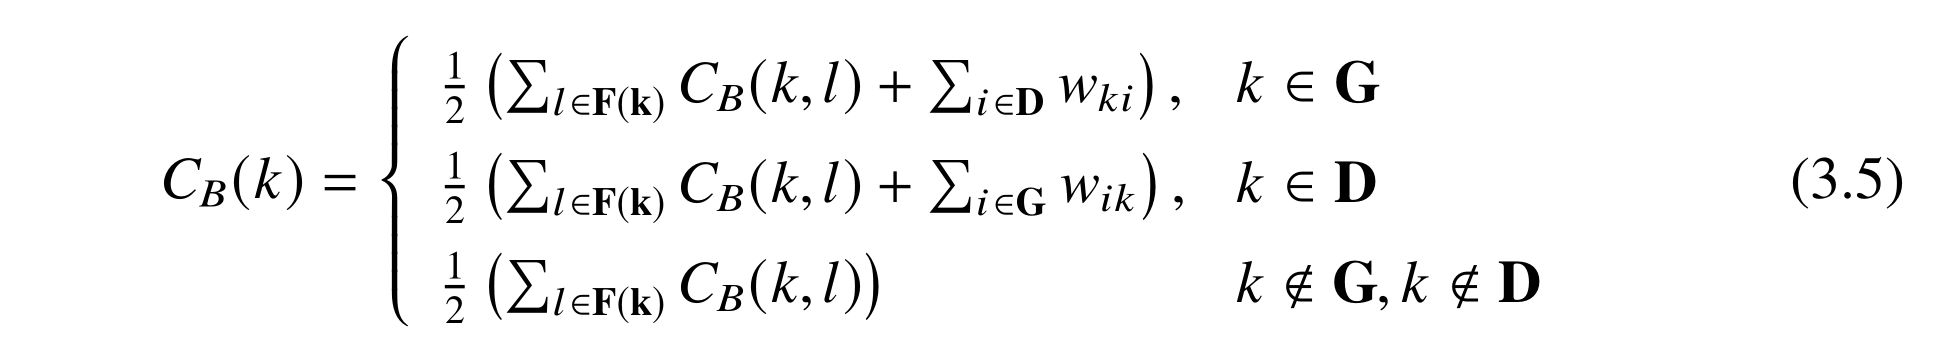 C_B(k) = { 1/2 (∑_{l∈F(k)} C_B(k, l) + ∑_{i∈D} w_{ki}), k ∈ G
1/2 (∑_{l∈F(k)} C_B(k, l) + ∑_{i∈G} w_{ik}), k ∈ D
1/2 (∑_{l∈F(k)} C_B(k, l)) k ∉ G, k ∉ D
(3.5)